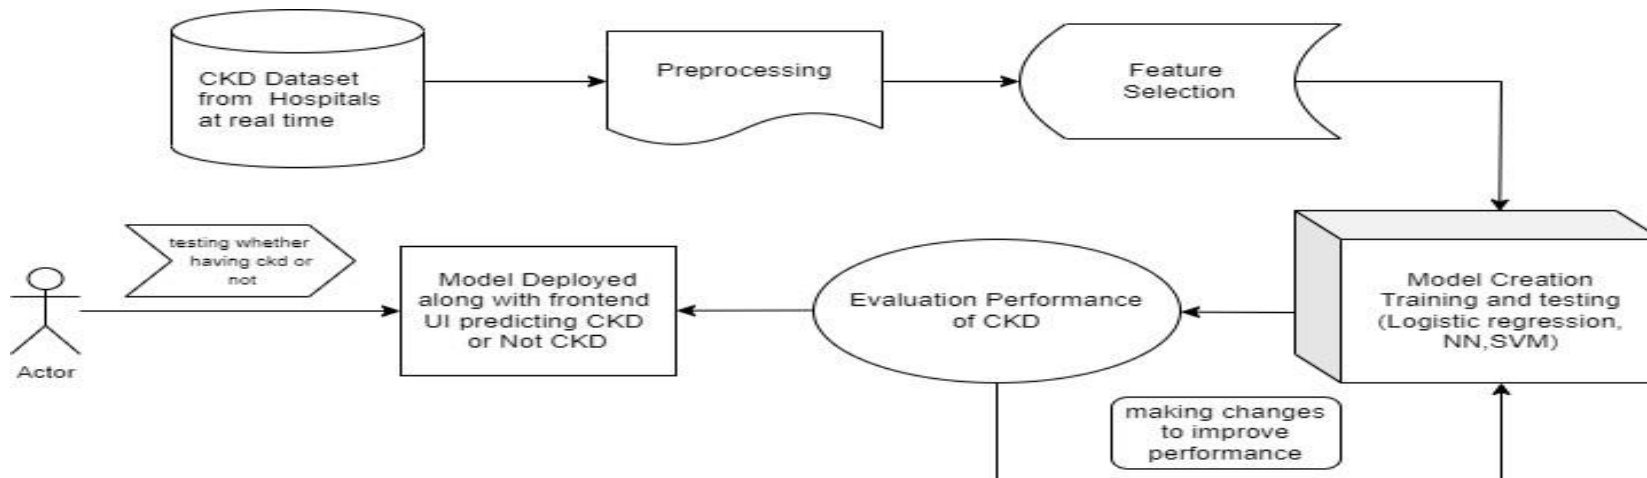 CKD Dataset
from Hospitals
at real time
Preprocessing
Feature
Selection
testing whether
having ckd or
not
Actor
Model Deployed
along with frontend
UI predicting CKD
or Not CKD
Evaluation Performance
of CKD
Model Creation
Training and testing
(Logistic regression,
NN,SVM)
making changes
to improve
performance